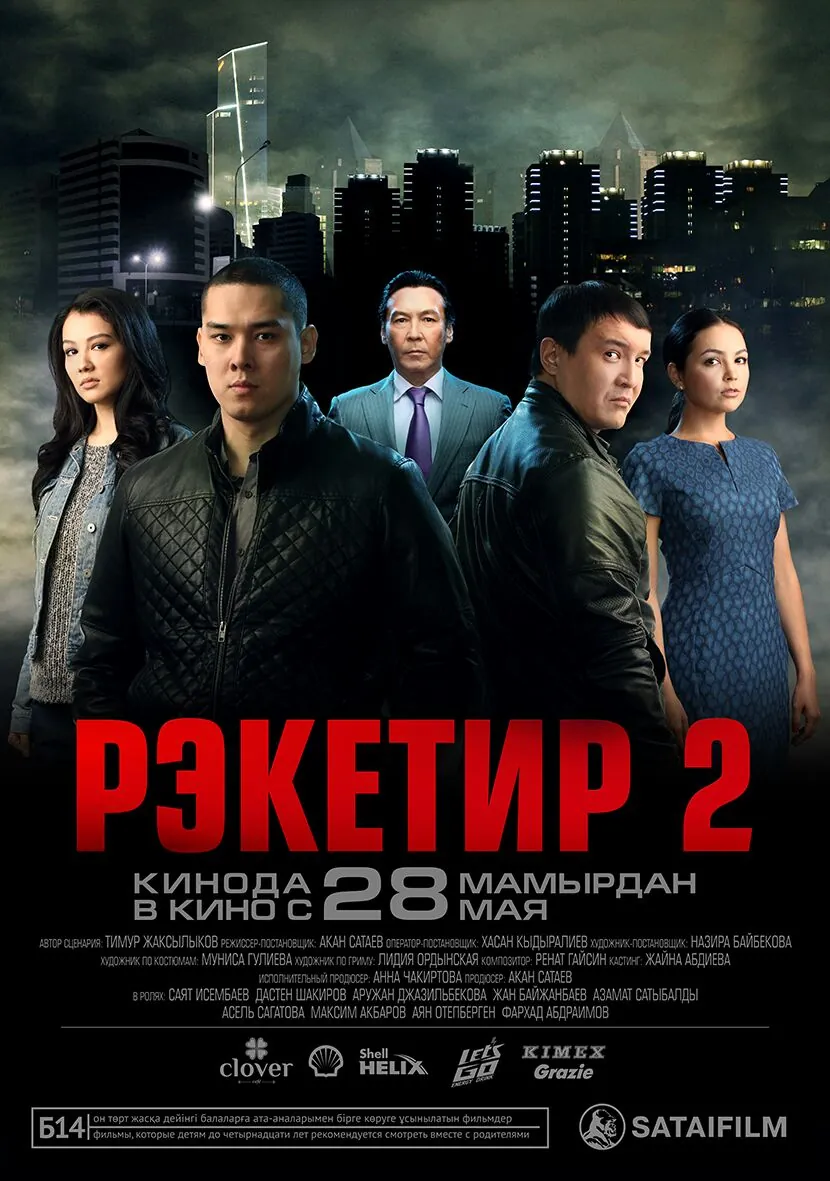 РЭКЕТИР 2
КИНОДА 28 МАМЫРДАН
В КИНО С 28 МАЯ
АВТОР СЦЕНАРИЯ: ТИМУР ЖАКСЫЛЫКОВ РЕЖИССЕР-ПОСТАНОВЩИК: АКАН САТАЕВ ОПЕРАТОР-ПОСТАНОВЩИК: ХАСАН КЫДЫРАЛИЕВ ХУДОЖНИК-ПОСТАНОВЩИК: НАЗИРА БАЙБЕКОВА
ХУДОЖНИК ПО КОСТЮМАМ: МУНИСА ГУЛИЕВА ХУДОЖНИК ПО ГРИМУ: ЛИДИЯ ОРДЫНСКАЯ КОМПОЗИТОР: РЕНАТ ГАЙСИН КАСТИНГ: ЖАЙНА АБДИЕВА
ИСПОЛНИТЕЛЬНЫЙ ПРОДЮСЕР: АННА ЧАКИРТОВА ПРОДЮСЕР: АКАН САТАЕВ
В РОЛЯХ: САЯТ ИСЕМБАЕВ ДАСТЕН ШАКИРОВ АРУЖАН ДЖАЗИЛЬБЕКОВА ЖАН БАЙЖАНБАЕВ АЗАМАТ САТЫБАЛДЫ
АСЕЛЬ САГАТОВА МАКСИМ АКБАРОВ АЯН ОТЕПБЕРГЕН ФАРХАД АБДРАИМОВ
clover
café
Shell
HELIX
LET'S
GO
ENERGY DRINK
KIMEX
Grazie
Б14
он төрт жасқа дейінгі балаларға ата-аналарымен бірге көруге ұсынылатын фильмдер
фильмы, которые детям до четырнадцати лет рекомендуется смотреть вместе с родителями
SATAIFILM